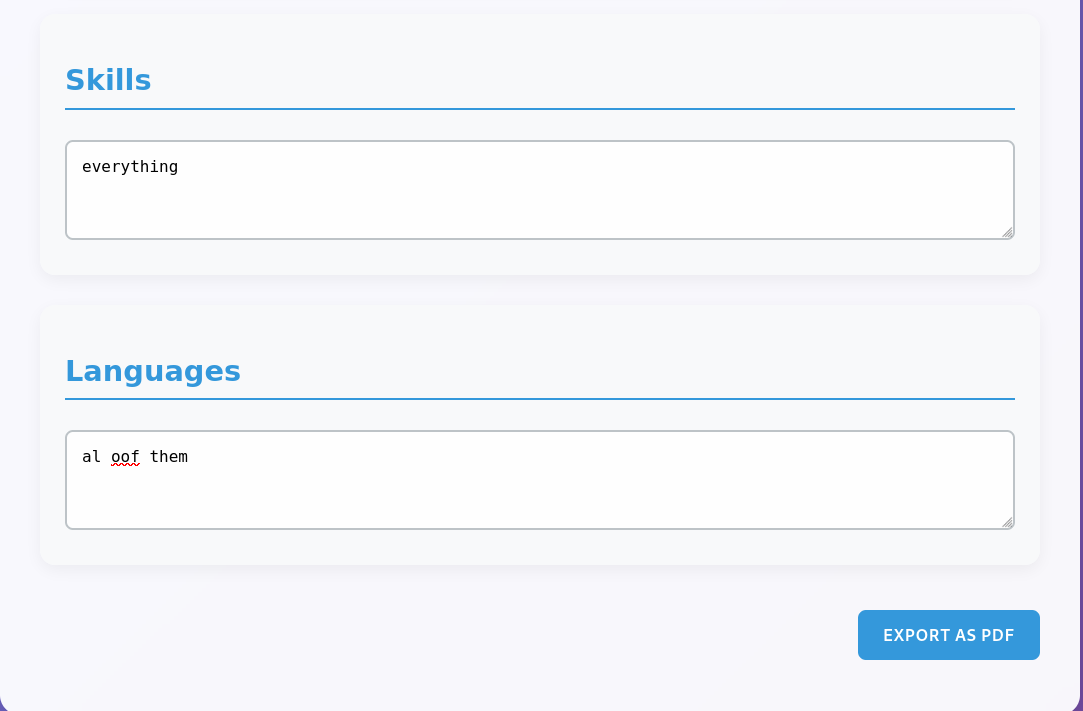 Skills
everything
Languages
al oof them
EXPORT AS PDF